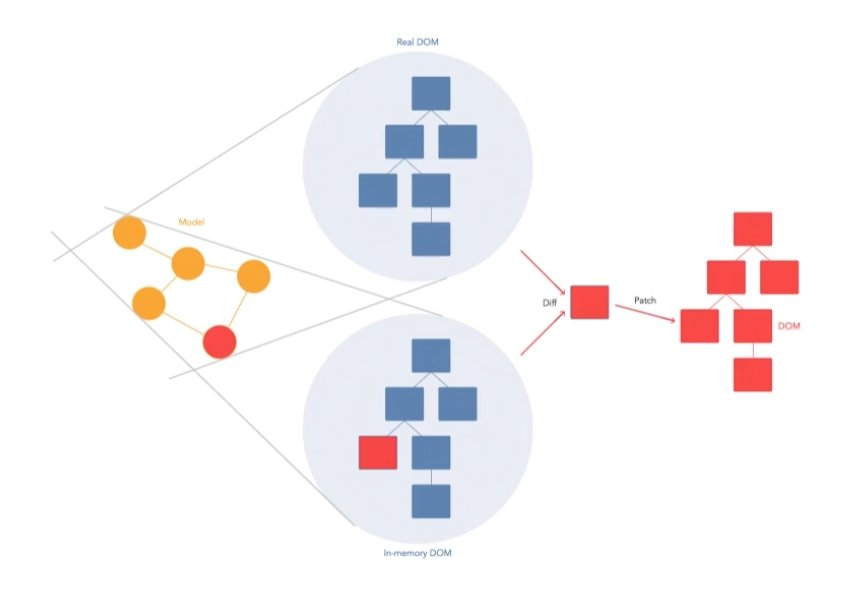 Real DOM
Model
Diff
Patch
DOM
In-memory DOM